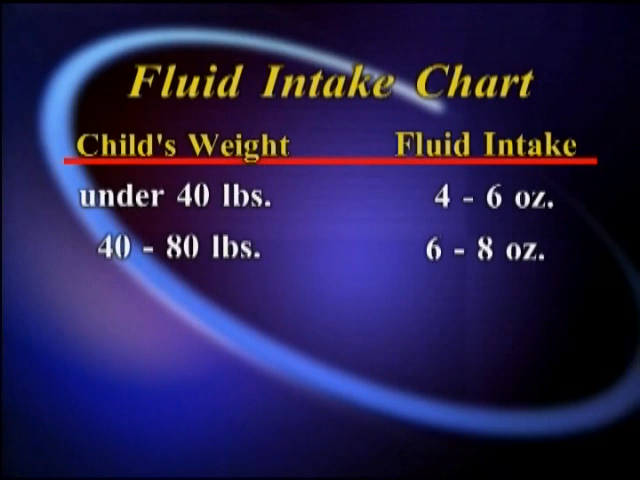 Fluid Intake Chart
Child's Weight Fluid Intake
under 40 lbs. 4 - 6 oz.
40 - 80 lbs. 6 - 8 oz.